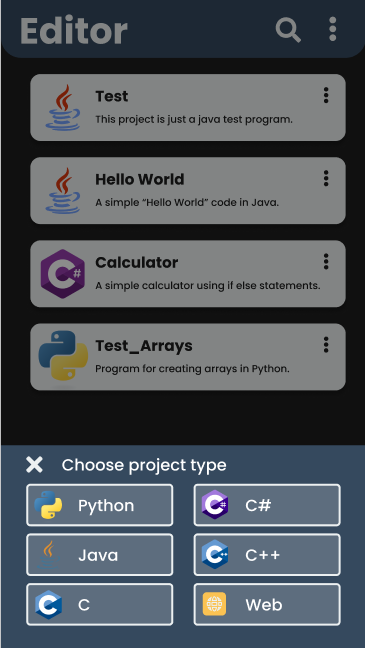 Editor
Test
This project is just a java test program.
Hello World
A simple “Hello World” code in Java.
Calculator
A simple calculator using if else statements.
Test_Arrays
Program for creating arrays in Python.
Choose project type
Python
C#
Java
C++
C
Web